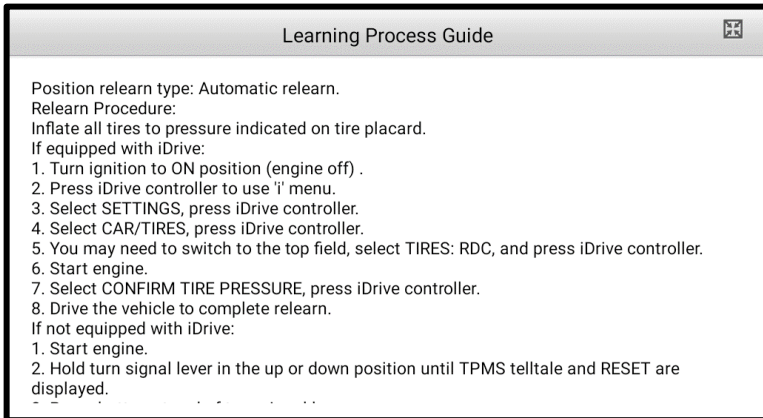 Learning Process Guide
Position relearn type: Automatic relearn.
Relearn Procedure:
Inflate all tires to pressure indicated on tire placard.
If equipped with iDrive:
1. Turn ignition to ON position (engine off) .
2. Press iDrive controller to use 'i' menu.
3. Select SETTINGS, press iDrive controller.
4. Select CAR/TIRES, press iDrive controller.
5. You may need to switch to the top field, select TIRES: RDC, and press iDrive controller.
6. Start engine.
7. Select CONFIRM TIRE PRESSURE, press iDrive controller.
8. Drive the vehicle to complete relearn.
If not equipped with iDrive:
1. Start engine.
2. Hold turn signal lever in the up or down position until TPMS telltale and RESET are
displayed.